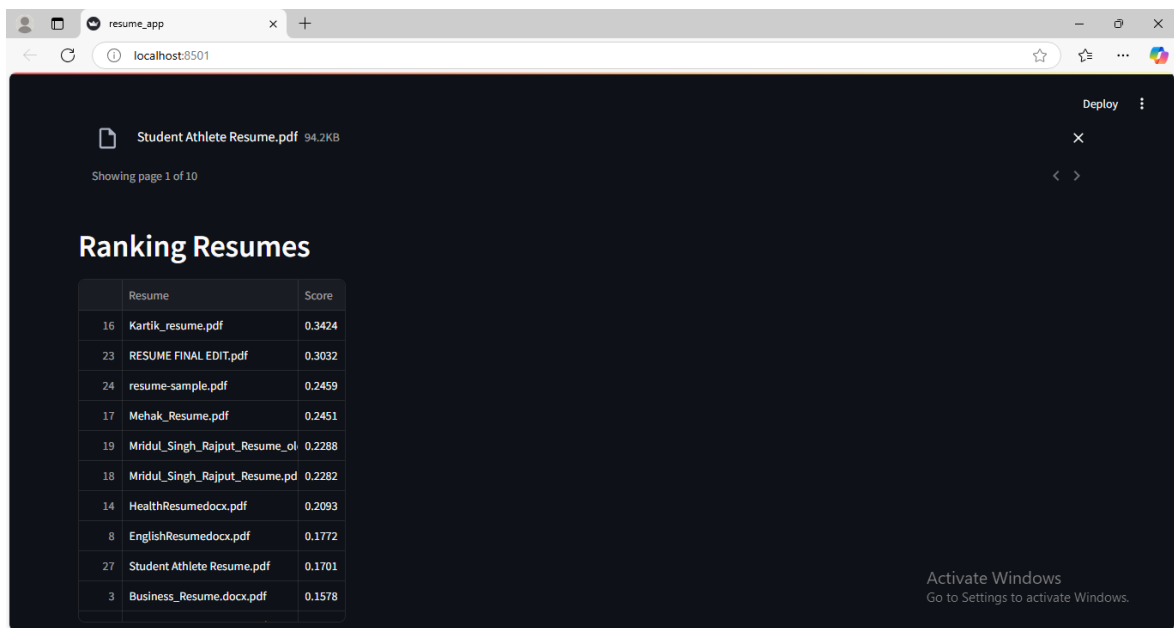 resume_app
localhost:8501
Deploy
Student Athlete Resume.pdf 94.2KB
Showing page 1 of 10
Ranking Resumes
Resume Score
16 Kartik_resume.pdf 0.3424
23 RESUME FINAL EDIT.pdf 0.3032
24 resume-sample.pdf 0.2459
17 Mehak_Resume.pdf 0.2451
19 Mridul_Singh_Rajput_Resume_ol 0.2288
18 Mridul_Singh_Rajput_Resume.pd 0.2282
14 HealthResumedocx.pdf 0.2093
8 EnglishResumedocx.pdf 0.1772
27 Student Athlete Resume.pdf 0.1701
3 Business_Resume.docx.pdf 0.1578
Activate Windows
Go to Settings to activate Windows.